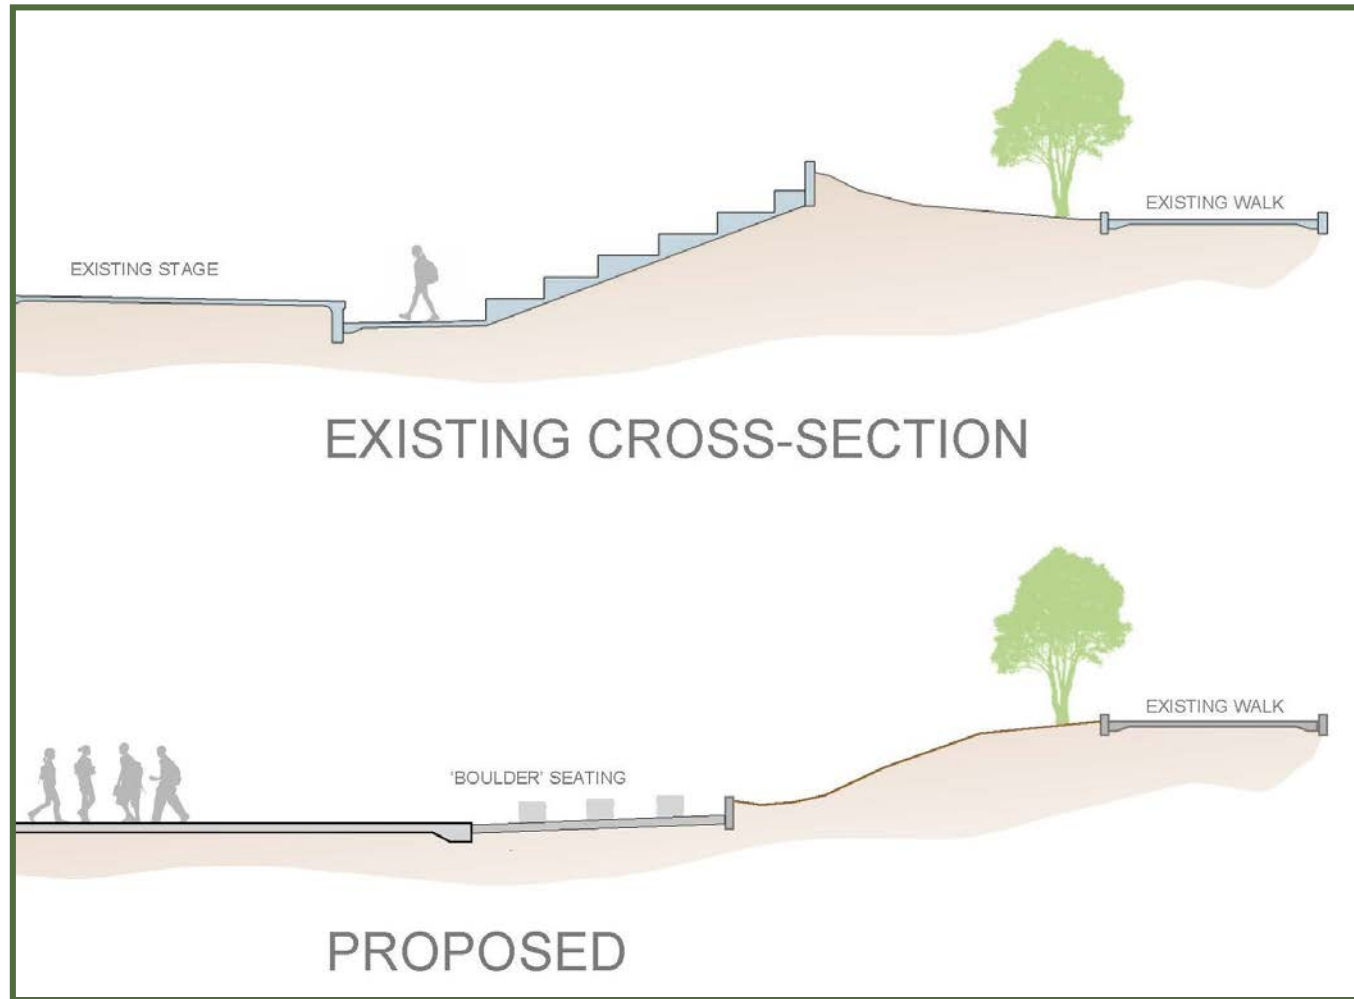 EXISTING WALK
EXISTING STAGE
EXISTING CROSS-SECTION
EXISTING WALK
'BOULDER' SEATING
PROPOSED